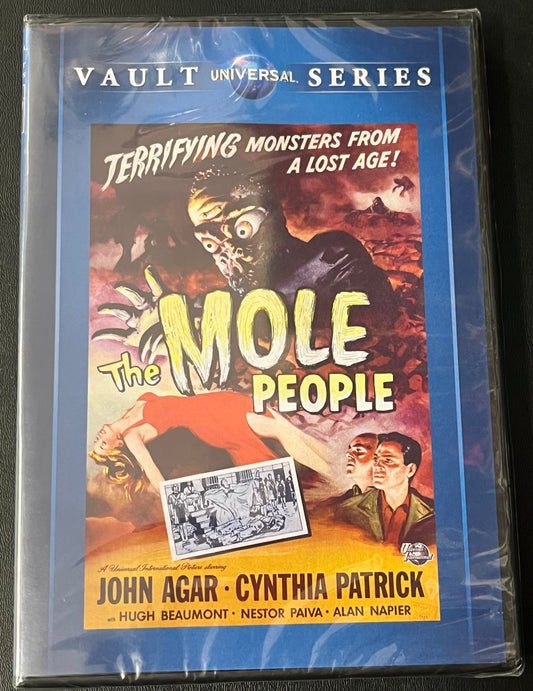 VAULT UNIVERSAL SERIES
TERRIFYING MONSTERS FROM
A LOST AGE!
The MOLE
PEOPLE
A Universal International Picture starring
JOHN AGAR · CYNTHIA PATRICK
with HUGH BEAUMONT · NESTOR PAIVA · ALAN NAPIER